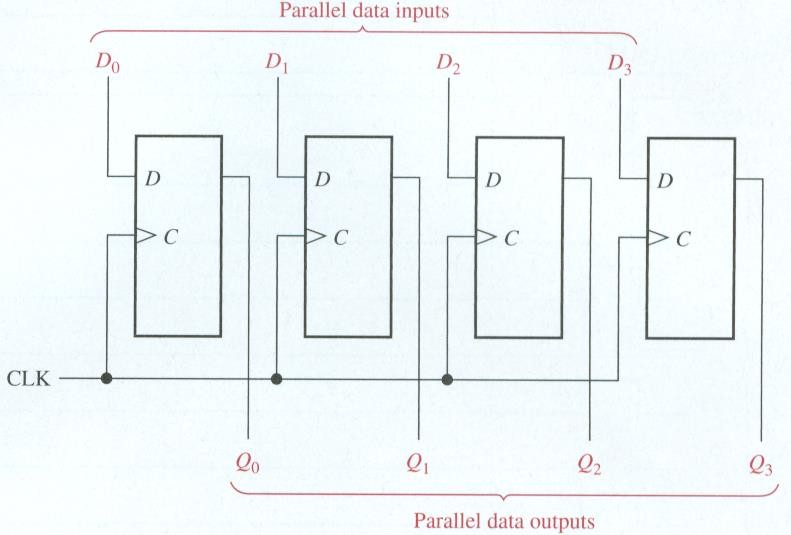 Parallel data inputs
D0 D1 D2 D3
D D D D
C C C C
CLK
Q0 Q1 Q2 Q3
Parallel data outputs